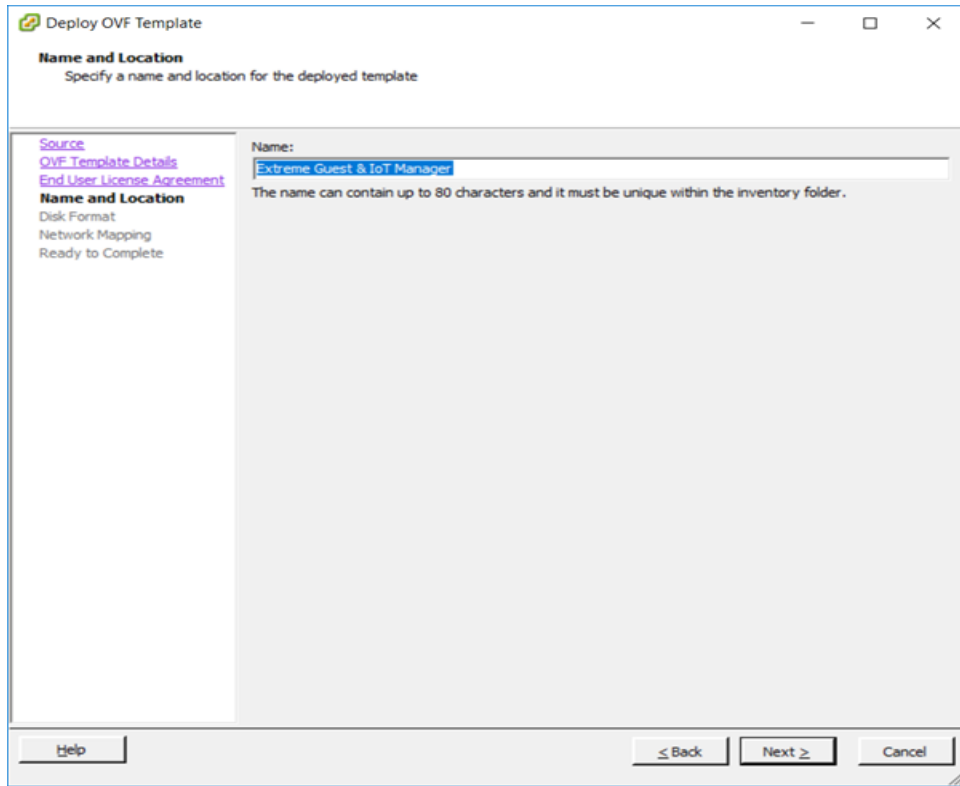 Deploy OVF Template
Name and Location
Specify a name and location for the deployed template
Source
OVF Template Details
End User License Agreement
Name and Location
Disk Format
Network Mapping
Ready to Complete
Name:
Extreme Guest & IoT Manager
The name can contain up to 80 characters and it must be unique within the inventory folder.
Help
< Back
Next >
Cancel